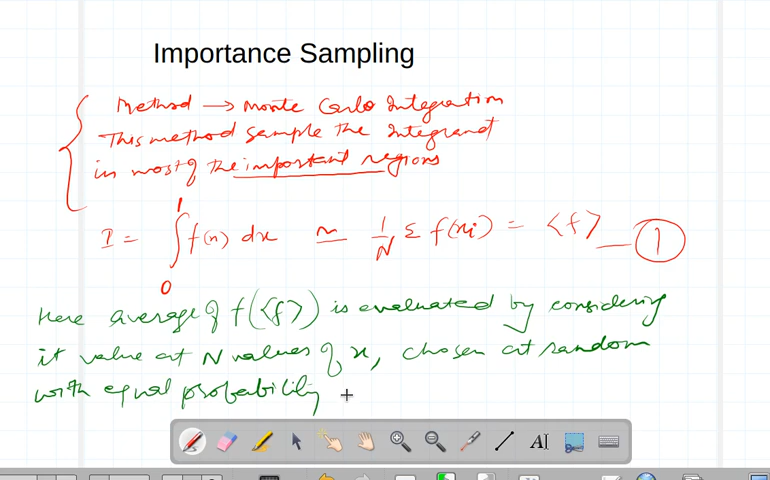 Importance Sampling
Method → Monte Carlo Integration
This method sample the integrand
in most of the important regions
I = ∫₀¹ f(x) dx ≃ 1/N Σ f(xi) = <f> — 1
Here average of f(<f>) is evaluated by considering
it value at N values of x, chosen at random
with equal probability
AI